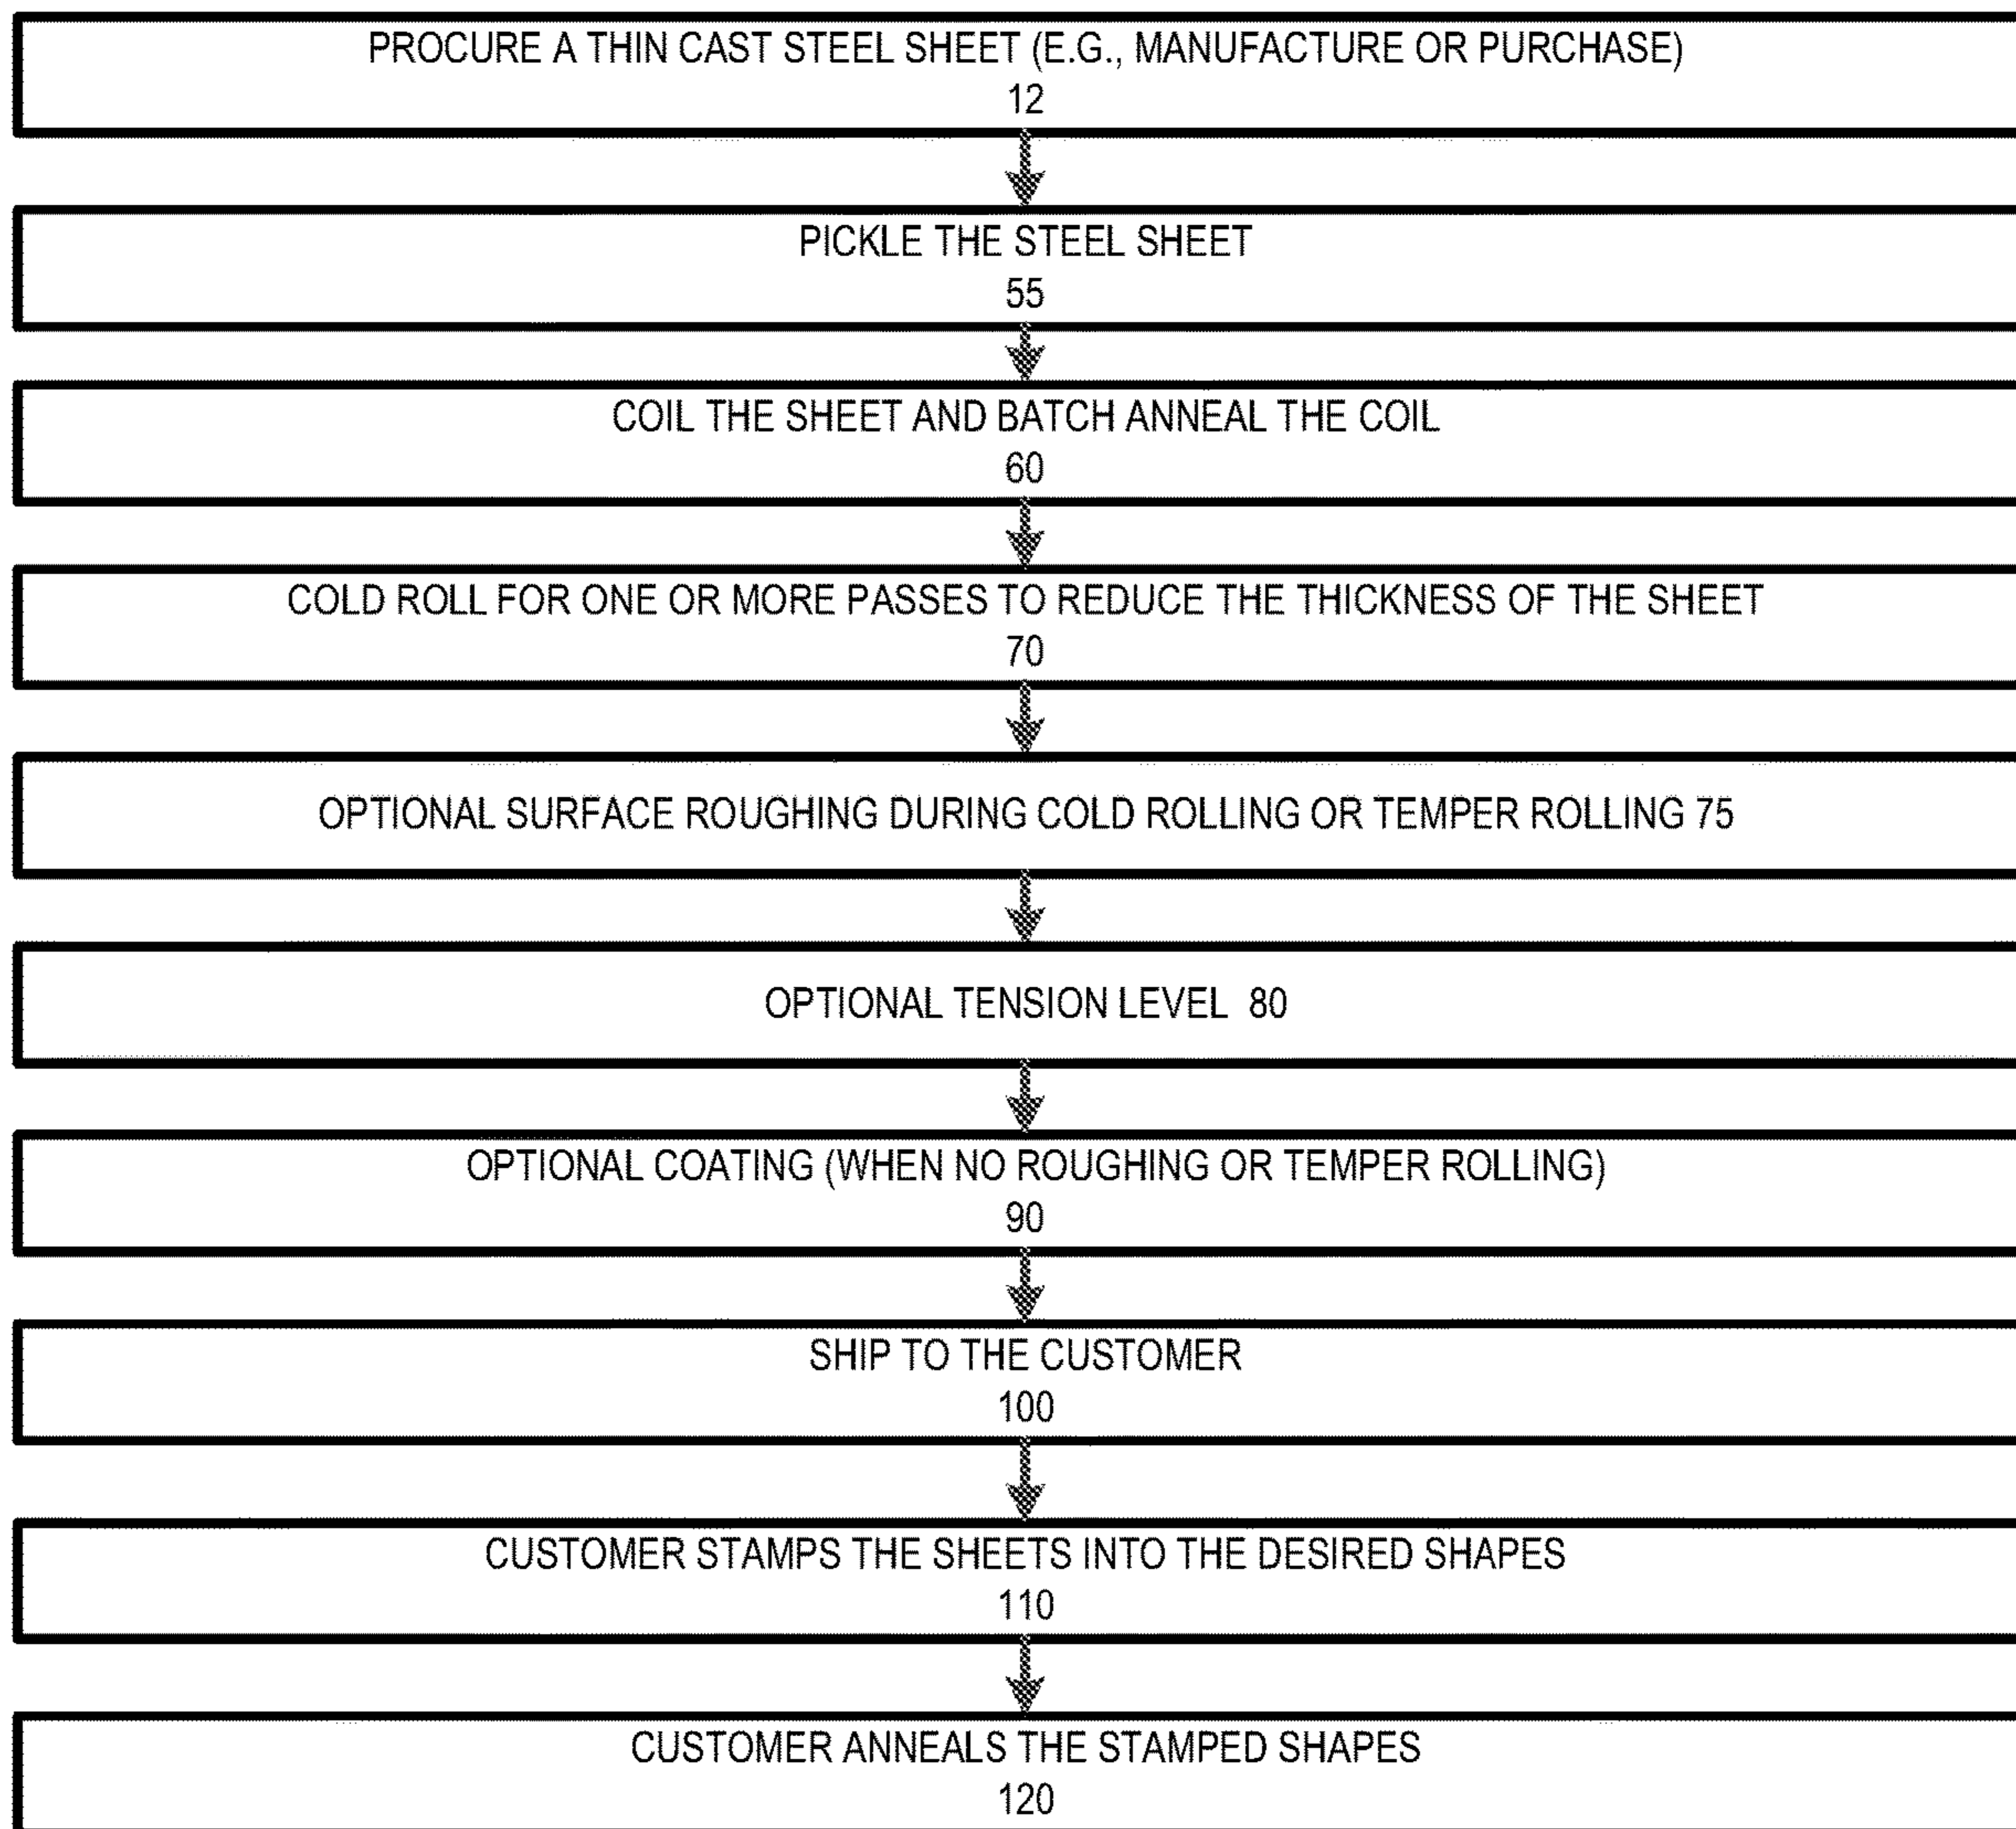 PROCURE A THIN CAST STEEL SHEET (E.G., MANUFACTURE OR PURCHASE)
12
PICKLE THE STEEL SHEET
55
COIL THE SHEET AND BATCH ANNEAL THE COIL
60
COLD ROLL FOR ONE OR MORE PASSES TO REDUCE THE THICKNESS OF THE SHEET
70
OPTIONAL SURFACE ROUGHING DURING COLD ROLLING OR TEMPER ROLLING 75
OPTIONAL TENSION LEVEL 80
OPTIONAL COATING (WHEN NO ROUGHING OR TEMPER ROLLING)
90
SHIP TO THE CUSTOMER
100
CUSTOMER STAMPS THE SHEETS INTO THE DESIRED SHAPES
110
CUSTOMER ANNEALS THE STAMPED SHAPES
120